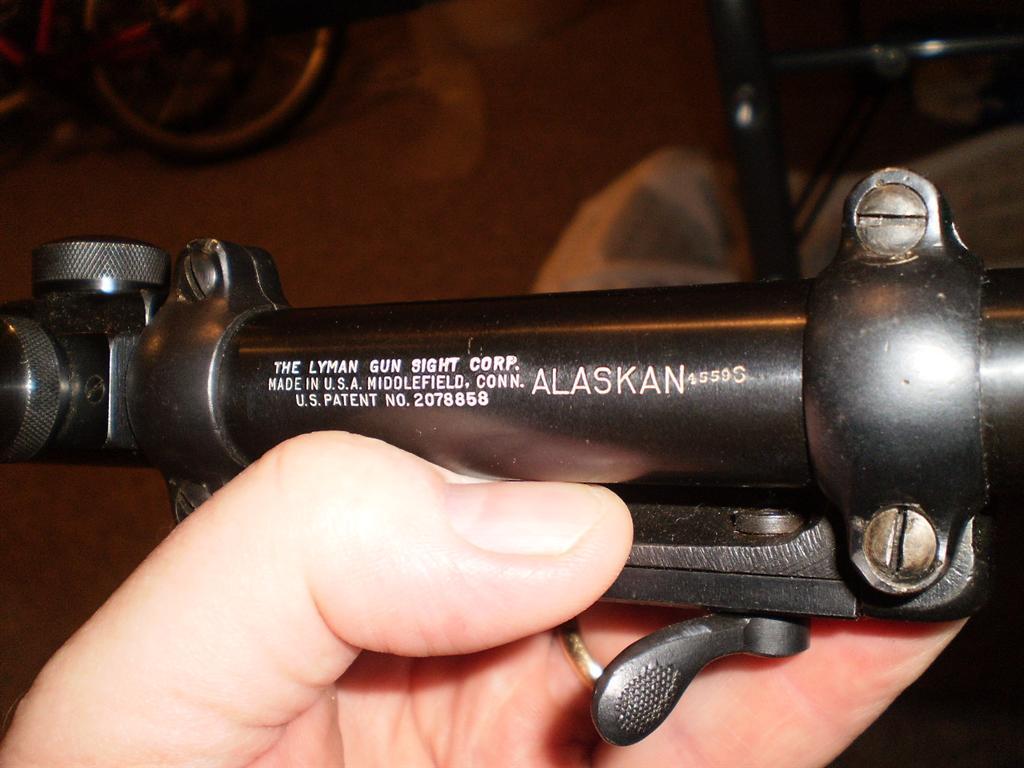 THE LYMAN GUN SIGHT CORP.
MADE IN U.S.A. MIDDLEFIELD, CONN.
U.S. PATENT NO. 2078858
ALASKAN 4559S